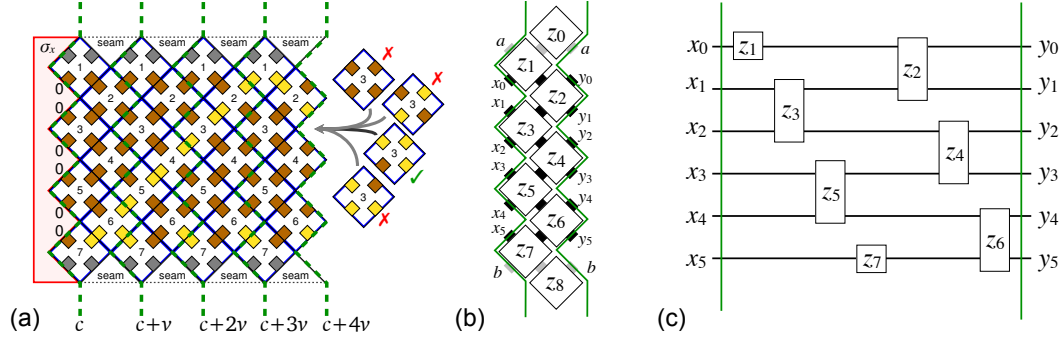 σx seam seam seam seam
1 1 1 1
0
0 2 2 2 2
3 3 3 3
0
0 4 4 4 4
5 5 5 5
0
0 6 6 6 6
7 7 7 7
seam seam seam seam
3 ✗
3 ✗
3 ✓
3 ✗
(a) c c+v c+2v c+3v c+4v
z0
a a
z1
x0 y0
z2
x1 y1
z3 y2
x2 z4
x3 y3
z5 y4
x4 z6
x5 y5
z7
b b
z8
(b)
x0 z1 z2 y0
x1 z3 y1
x2 z4 y2
x3 z5 y3
x4 z6 y4
x5 z7 y5
(c)